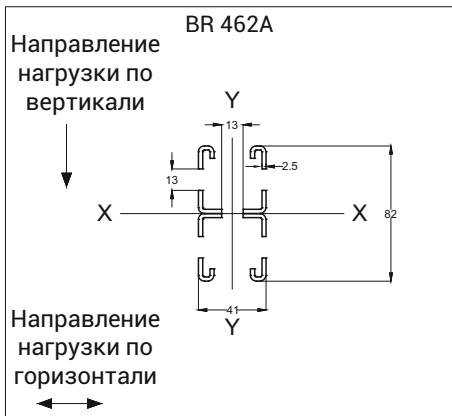 BR 462A
Направление
нагрузки по
вертикали
Y
13
2.5
13
X
X
82
41
Y
Направление
нагрузки по
горизонтали